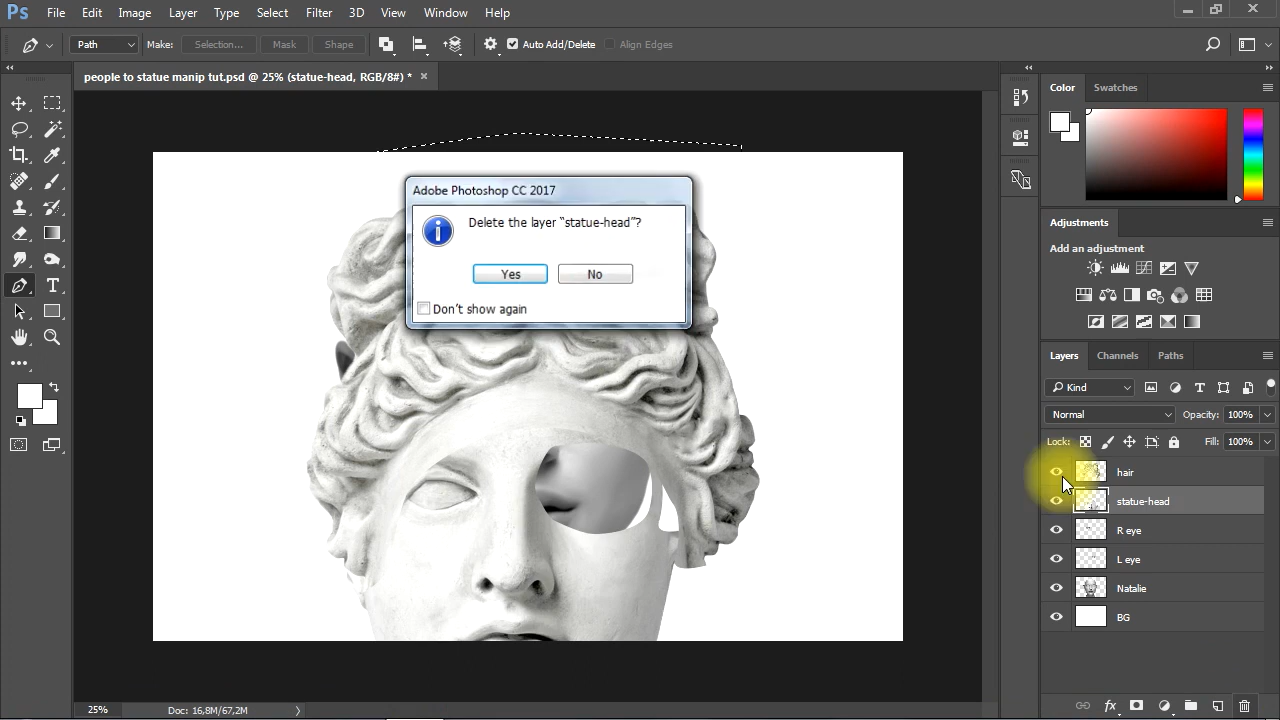 Ps File Edit Image Layer Type Select Filter 3D View Window Help
Path Make: Selection... Mask Shape Auto Add/Delete Align Edges
people to statue manip tut.psd @ 25% (statue-head, RGB/8#) * ×
Color Swatches
Adobe Photoshop CC 2017
Delete the layer “statue-head”?
Yes No
Don't show again
Adjustments
Add an adjustment
Layers Channels Paths
Kind
Normal Opacity: 100%
Lock: Fill: 100%
hair
statue-head
R eye
L eye
Natalie
BG
25% Doc: 16,8M/67,2M